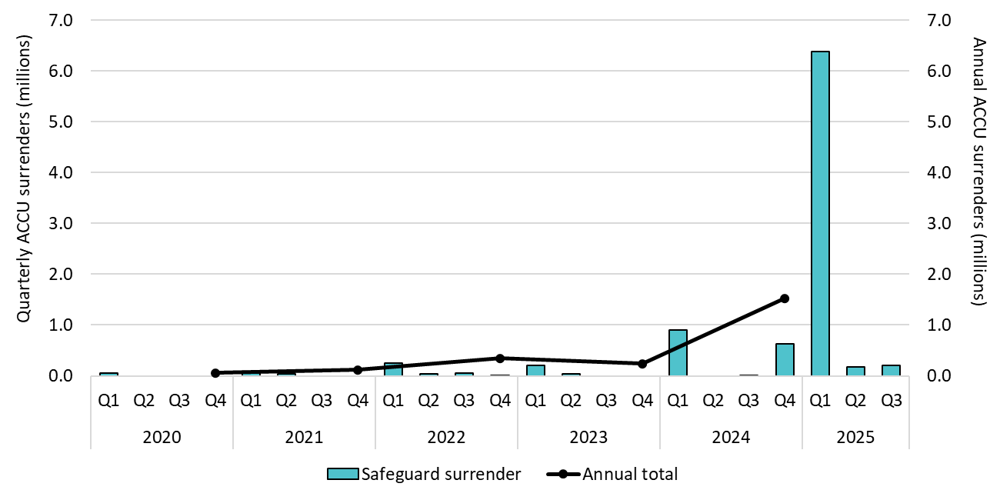 7.0 7.0
6.0 6.0
5.0 5.0
4.0 4.0
3.0 3.0
2.0 2.0
1.0 1.0
0.0 0.0
Quarterly ACCU surrenders (millions)
Annual ACCU surrenders (millions)
Q1 Q2 Q3 Q4 Q1 Q2 Q3 Q4 Q1 Q2 Q3 Q4 Q1 Q2 Q3 Q4 Q1 Q2 Q3 Q4 Q1 Q2 Q3
2020 2021 2022 2023 2024 2025
Safeguard surrender Annual total